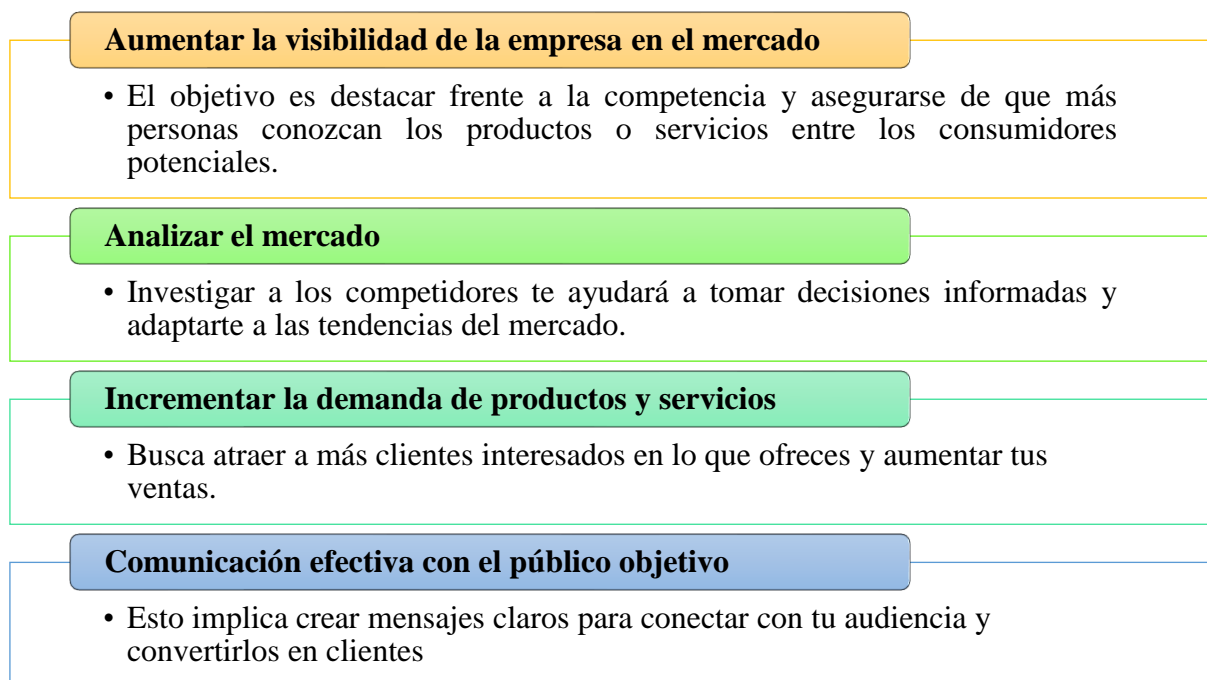 Aumentar la visibilidad de la empresa en el mercado
• El objetivo es destacar frente a la competencia y asegurarse de que más
personas conozcan los productos o servicios entre los consumidores
potenciales.
Analizar el mercado
• Investigar a los competidores te ayudará a tomar decisiones informadas y
adaptarte a las tendencias del mercado.
Incrementar la demanda de productos y servicios
• Busca atraer a más clientes interesados en lo que ofreces y aumentar tus
ventas.
Comunicación efectiva con el público objetivo
• Esto implica crear mensajes claros para conectar con tu audiencia y
convertirlos en clientes